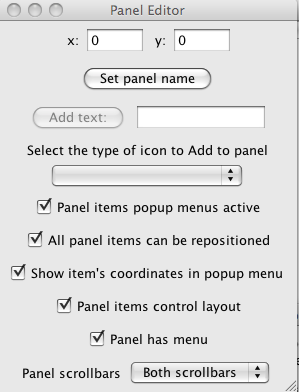 Panel Editor
x: 0 y: 0
Set panel name
Add text:
Select the type of icon to Add to panel
Panel items popup menus active
All panel items can be repositioned
Show item's coordinates in popup menu
Panel items control layout
Panel has menu
Panel scrollbars Both scrollbars